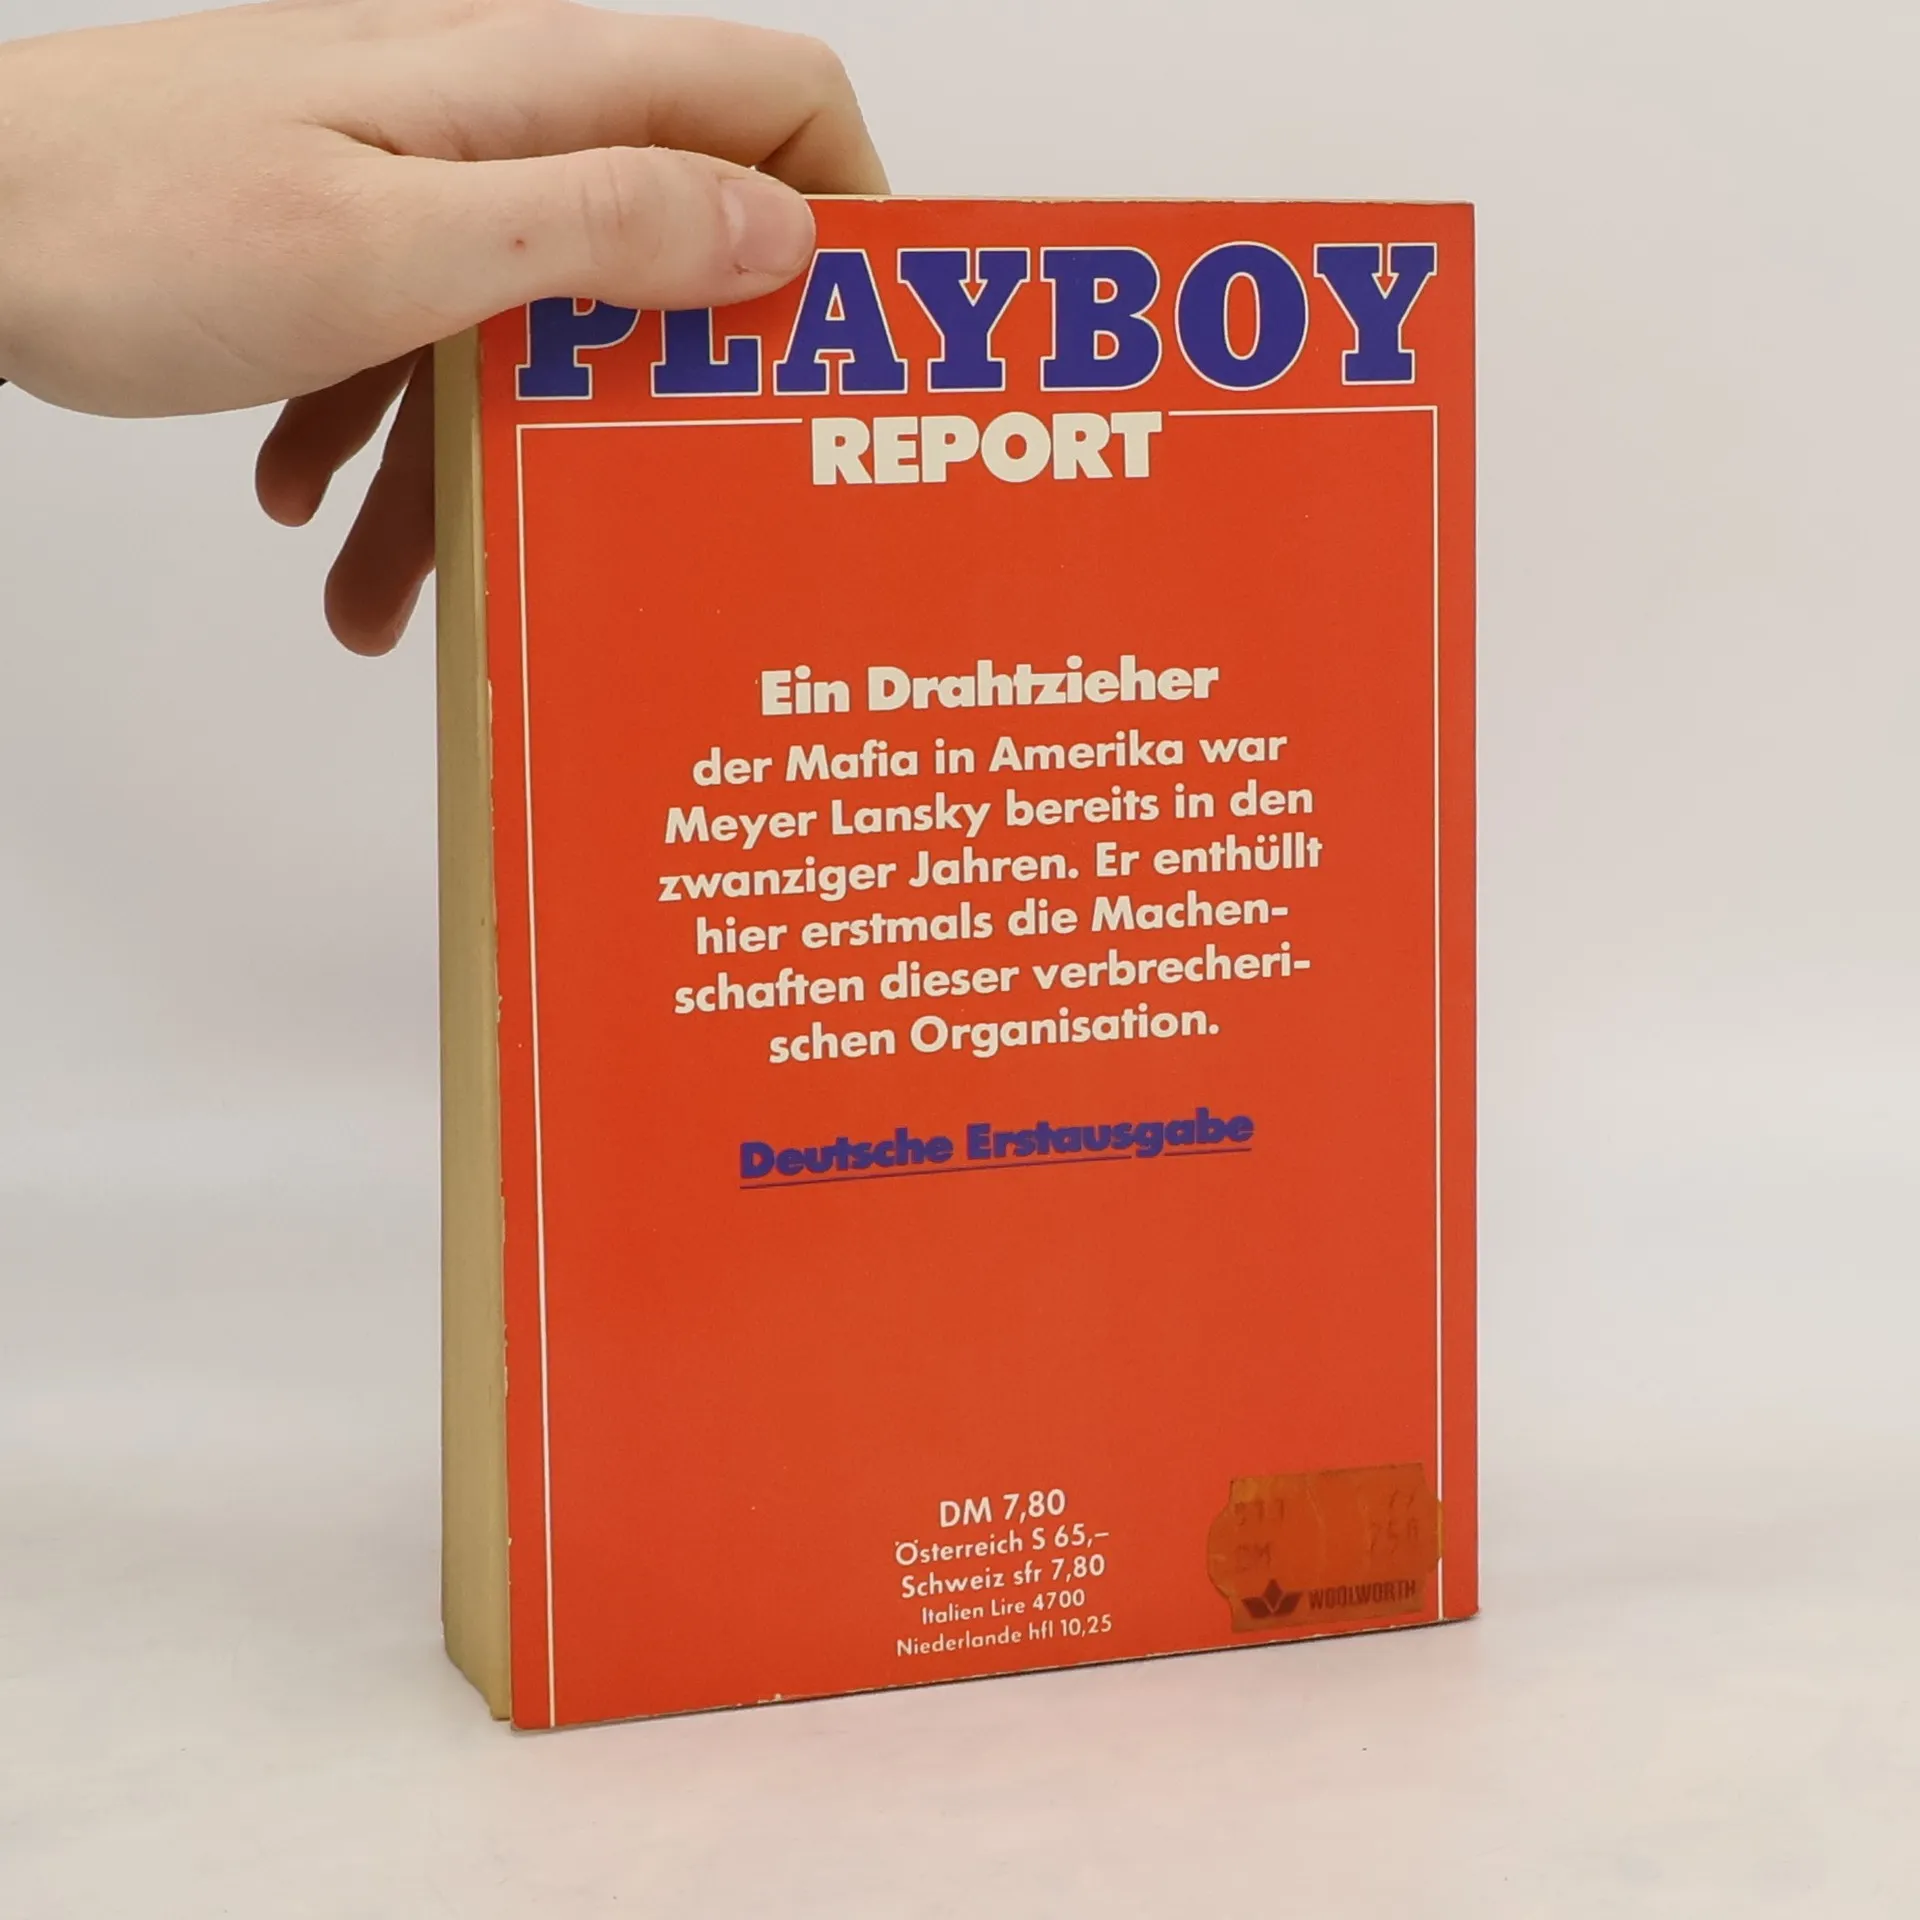 PLAYBOY
REPORT
Ein Drahtzieher
der Mafia in Amerika war
Meyer Lansky bereits in den
zwanziger Jahren. Er enthüllt
hier erstmals die Machen-
schaften dieser verbrecheri-
schen Organisation.
Deutsche Erstausgabe
DM 7,80
Österreich S 65,–
Schweiz sfr 7,80
Italien Lire 4700
Niederlande hfl 10,25
DM
WOOLWORTH